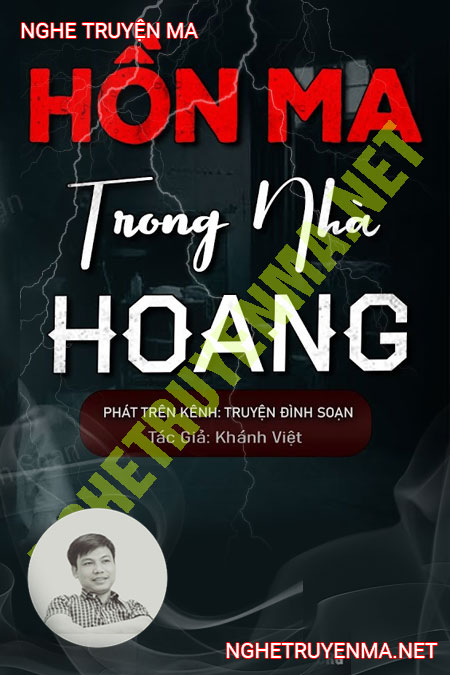 NGHE TRUYỆN MA
HỒN MA
Trong Nhà
HOANG
PHÁT TRÊN KÊNH: TRUYỆN ĐÌNH SOẠN
Tác Giả: Khánh Việt
NGHETRUYENMA.NET
NGHETRUYENMA.NET